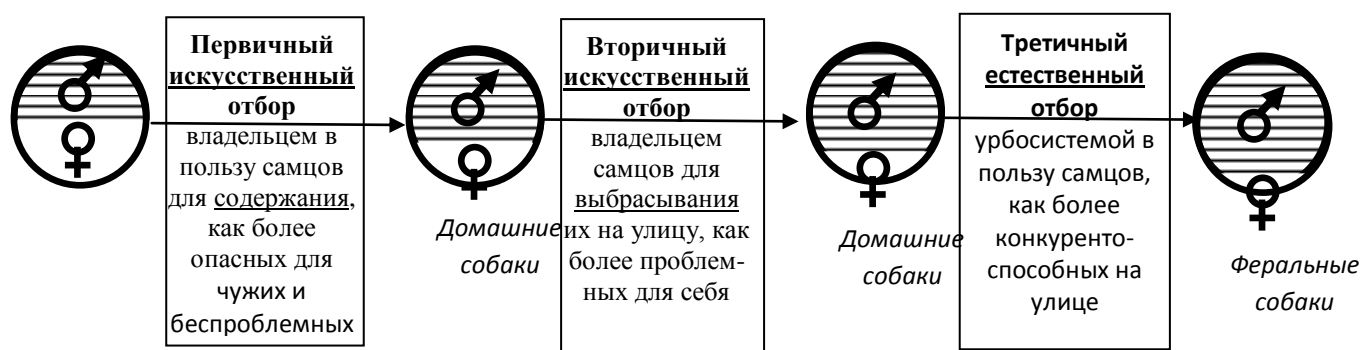 Первичный
искусственный
отбор
владельцем в
пользу самцов
для содержания,
как более
опасных для
чужих и
беспроблемных
Домашние
собаки
Вторичный
искусственный
отбор
владельцем
самцов для
выбрасывания
их на улицу, как
более проблем-
ных для себя
Домашние
собаки
Третичный
естественный
отбор
урбосистемой в
пользу самцов,
как более
конкуренто-
способных на
улице
Феральные
собаки